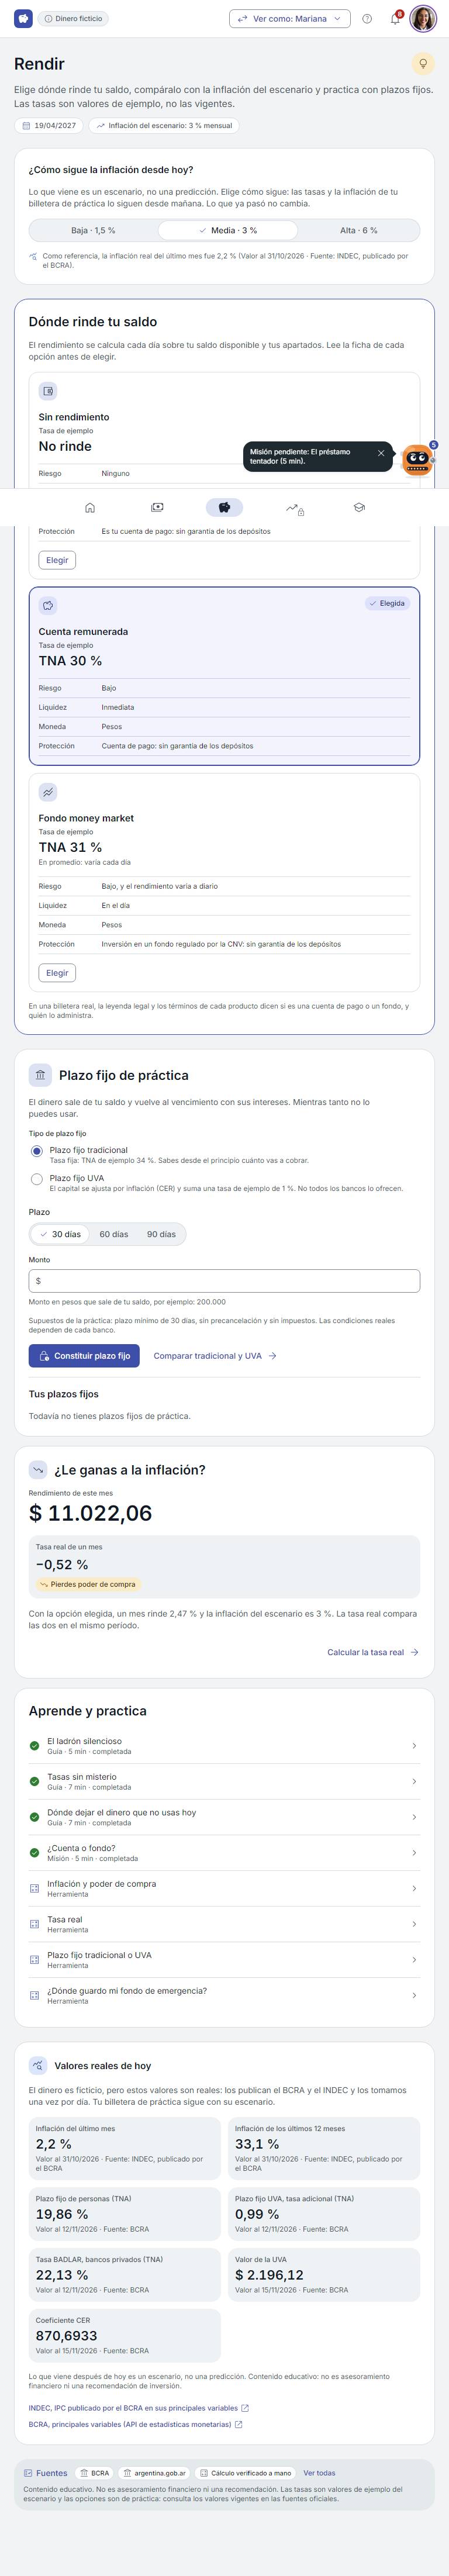 Dinero ficticio
Ver como: Mariana
8
Rendir
Elige dónde rinde tu saldo, compáralo con la inflación del escenario y practica con plazos fijos.
Las tasas son valores de ejemplo, no las vigentes.
19/04/2027
Inflación del escenario: 3 % mensual
¿Cómo sigue la inflación desde hoy?
Lo que viene es un escenario, no una predicción. Elige cómo sigue: las tasas y la inflación de tu
billetera de práctica lo siguen desde mañana. Lo que ya pasó no cambia.
Baja · 1,5 %
Media · 3 %
Alta · 6 %
Como referencia, la inflación real del último mes fue 2,2 % (Valor al 31/10/2026 · Fuente: INDEC, publicado por
el BCRA).
Dónde rinde tu saldo
El rendimiento se calcula cada día sobre tu saldo disponible y tus apartados. Lee la ficha de cada
opción antes de elegir.
Sin rendimiento
Tasa de ejemplo
No rinde
Misión pendiente: El préstamo
tentador (5 min).
5
Riesgo
Ninguno
Protección
Es tu cuenta de pago: sin garantía de los depósitos
Elegir
Elegida
Cuenta remunerada
Tasa de ejemplo
TNA 30 %
Riesgo
Bajo
Liquidez
Inmediata
Moneda
Pesos
Protección
Cuenta de pago: sin garantía de los depósitos
Fondo money market
Tasa de ejemplo
TNA 31 %
En promedio: varía cada día
Riesgo
Bajo, y el rendimiento varía a diario
Liquidez
En el día
Moneda
Pesos
Protección
Inversión en un fondo regulado por la CNV: sin garantía de los depósitos
Elegir
En una billetera real, la leyenda legal y los términos de cada producto dicen si es una cuenta de pago o un fondo, y
quién lo administra.
Plazo fijo de práctica
El dinero sale de tu saldo y vuelve al vencimiento con sus intereses. Mientras tanto no lo
puedes usar.
Tipo de plazo fijo
Plazo fijo tradicional
Tasa fija: TNA de ejemplo 34 %. Sabes desde el principio cuánto vas a cobrar.
Plazo fijo UVA
El capital se ajusta por inflación (CER) y suma una tasa de ejemplo de 1 %. No todos los bancos lo ofrecen.
Plazo
30 días
60 días
90 días
Monto
$
Monto en pesos que sale de tu saldo, por ejemplo: 200.000
Supuestos de la práctica: plazo mínimo de 30 días, sin precancelación y sin impuestos. Las condiciones reales
dependen de cada banco.
Constituir plazo fijo
Comparar tradicional y UVA
Tus plazos fijos
Todavía no tienes plazos fijos de práctica.
¿Le ganas a la inflación?
Rendimiento de este mes
$ 11.022,06
Tasa real de un mes
−0,52 %
Pierdes poder de compra
Con la opción elegida, un mes rinde 2,47 % y la inflación del escenario es 3 %. La tasa real compara
las dos en el mismo período.
Calcular la tasa real
Aprende y practica
El ladrón silencioso
Guía · 5 min · completada
Tasas sin misterio
Guía · 7 min · completada
Dónde dejar el dinero que no usas hoy
Guía · 7 min · completada
¿Cuenta o fondo?
Misión · 5 min · completada
Inflación y poder de compra
Herramienta
Tasa real
Herramienta
Plazo fijo tradicional o UVA
Herramienta
¿Dónde guardo mi fondo de emergencia?
Herramienta
Valores reales de hoy
El dinero es ficticio, pero estos valores son reales: los publican el BCRA y el INDEC y los tomamos
una vez por día. Tu billetera de práctica sigue con su escenario.
Inflación del último mes
2,2 %
Valor al 31/10/2026 · Fuente: INDEC, publicado por
el BCRA
Inflación de los últimos 12 meses
33,1 %
Valor al 31/10/2026 · Fuente: INDEC, publicado por
el BCRA
Plazo fijo de personas (TNA)
19,86 %
Valor al 12/11/2026 · Fuente: BCRA
Plazo fijo UVA, tasa adicional (TNA)
0,99 %
Valor al 12/11/2026 · Fuente: BCRA
Tasa BADLAR, bancos privados (TNA)
22,13 %
Valor al 12/11/2026 · Fuente: BCRA
Valor de la UVA
$ 2.196,12
Valor al 15/11/2026 · Fuente: BCRA
Coeficiente CER
870,6933
Valor al 15/11/2026 · Fuente: BCRA
Lo que viene después de hoy es un escenario, no una predicción. Contenido educativo: no es asesoramiento
financiero ni una recomendación de inversión.
INDEC, IPC publicado por el BCRA en sus principales variables
BCRA, principales variables (API de estadísticas monetarias)
Fuentes
BCRA
argentina.gob.ar
Cálculo verificado a mano
Ver todas
Contenido educativo. No es asesoramiento financiero ni una recomendación. Las tasas son valores de ejemplo del
escenario y las opciones son de práctica: consulta los valores vigentes en las fuentes oficiales.